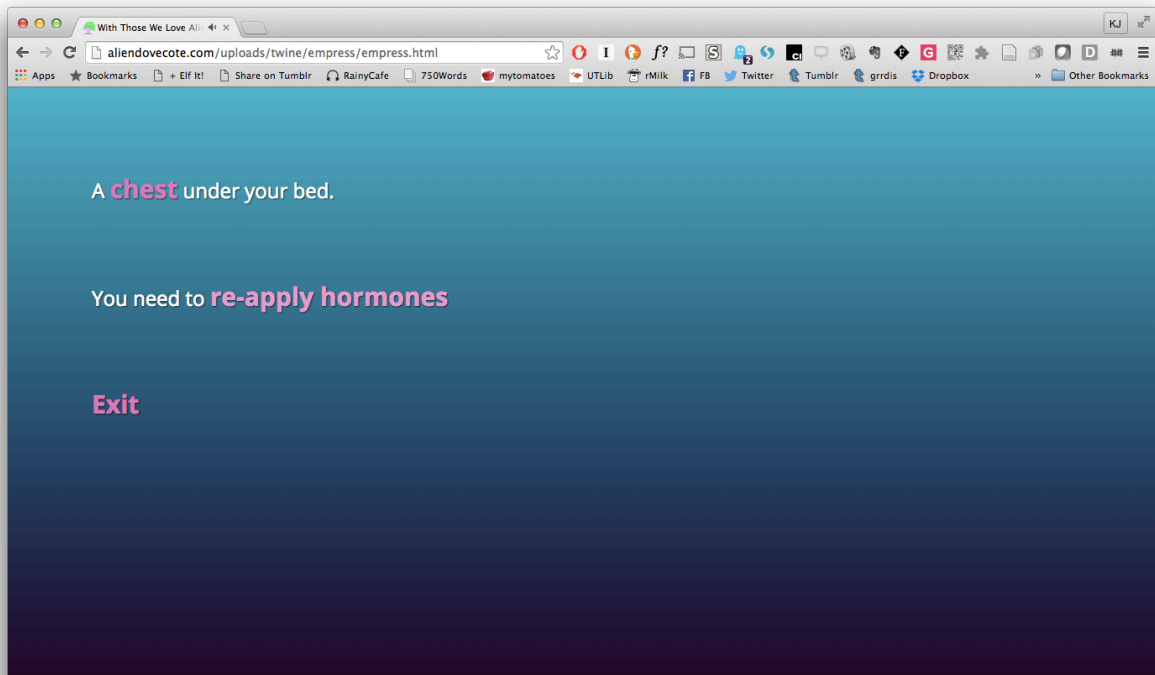 With Those We Love Ali
KJ
aliendovecote.com/uploads/twine/empress/empress.html
I f? S 2 CI F G D ##
Apps Bookmarks + Elf It! Share on Tumblr RainyCafe 750Words mytomatoes UTLib rMilk FB Twitter Tumblr grrdis Dropbox » Other Bookmarks
A chest under your bed.
You need to re-apply hormones
Exit